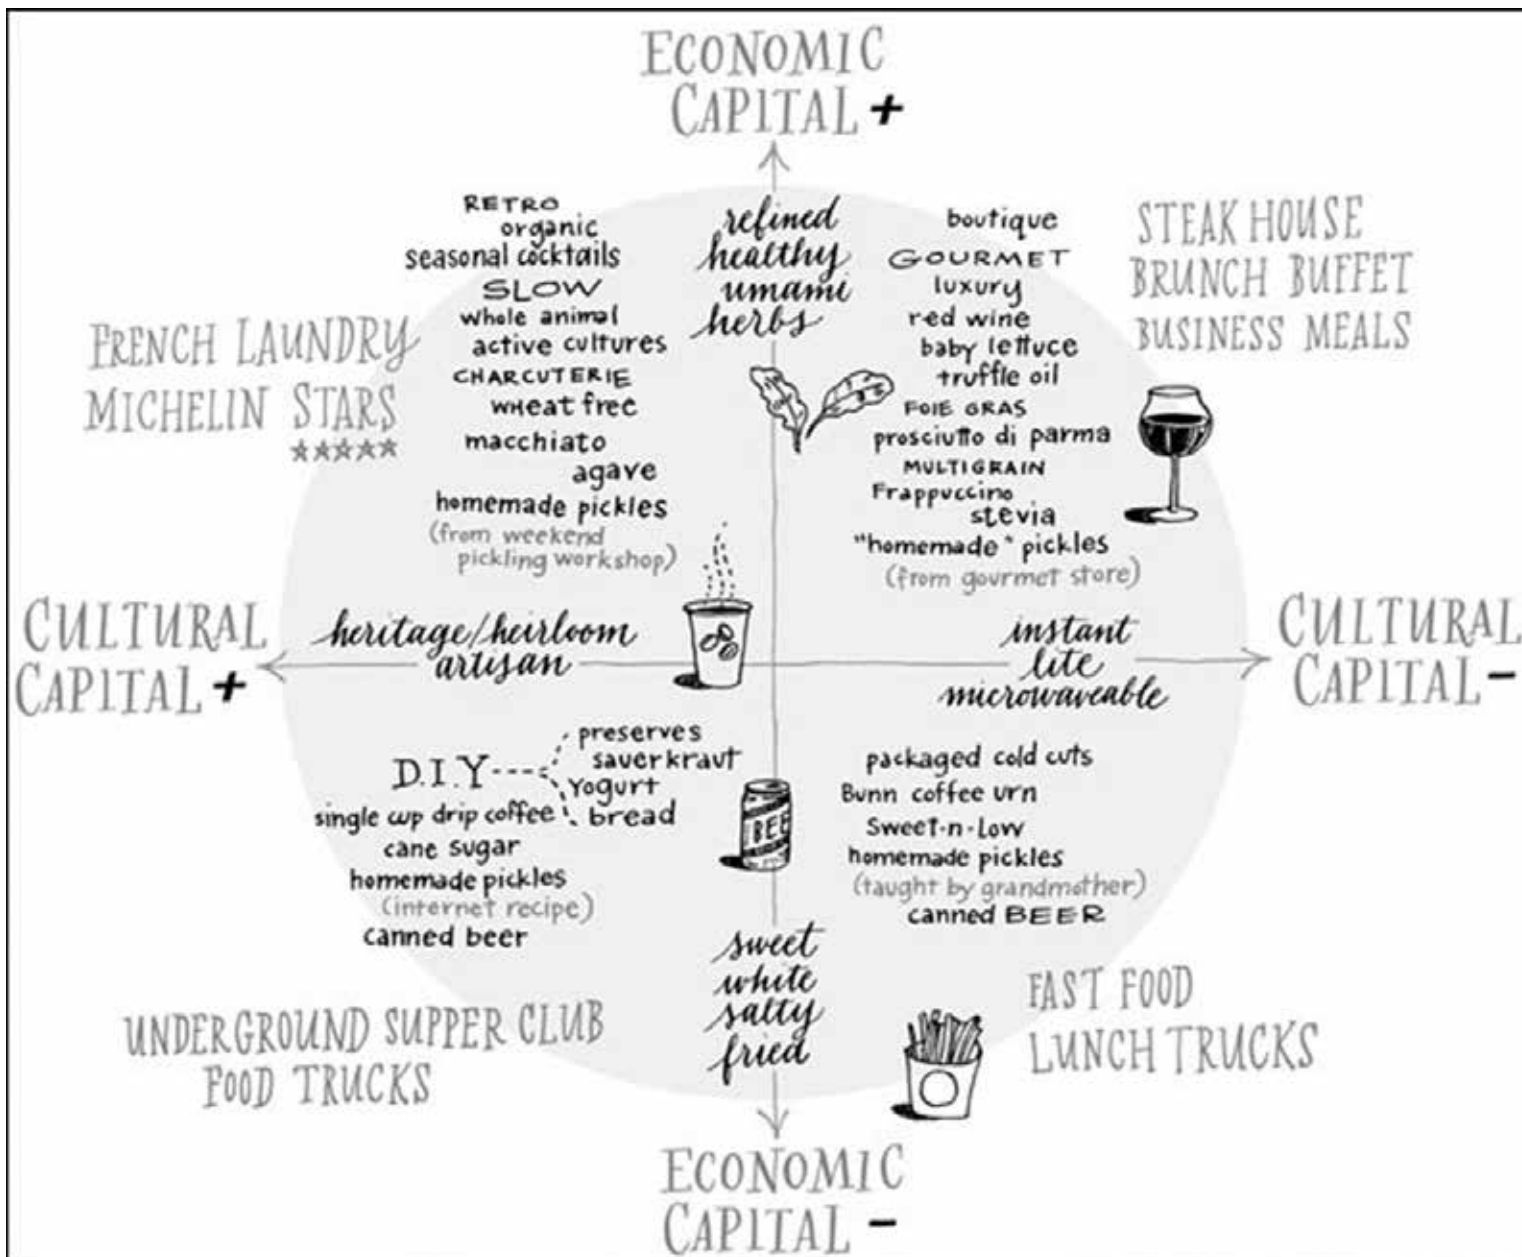 ECONOMIC
CAPITAL +
RETRO
organic
seasonal cocktails
SLOW
whole animal
active cultures
CHARCUTERIE
wheat free
macchiato
agave
homemade pickles
(from weekend
pickling workshop)
refined
healthy
umami
herbs
boutique
GOURMET
luxury
red wine
baby lettuce
truffle oil
FOIE GRAS
prosciutto di parma
MULTIGRAIN
Frappuccino
stevia
"homemade" pickles
(from gourmet store)
STEAK HOUSE
BRUNCH BUFFET
BUSINESS MEALS
FRENCH LAUNDRY
MICHELIN STARS
★★★★★
CULTURAL
CAPITAL +
heritage/heirloom
artisan
instant
lite
microwaveable
CULTURAL
CAPITAL -
D.I.Y
preserves
sauerkraut
Yogurt
bread
single cup drip coffee
cane sugar
homemade pickles
(internet recipe)
canned beer
BEE
packaged cold cuts
Bunn coffee urn
Sweet-n-Low
homemade pickles
(taught by grandmother)
canned BEER
sweet
white
salty
fried
UNDERGROUND SUPPER CLUB
FOOD TRUCKS
FAST FOOD
LUNCH TRUCKS
ECONOMIC
CAPITAL -